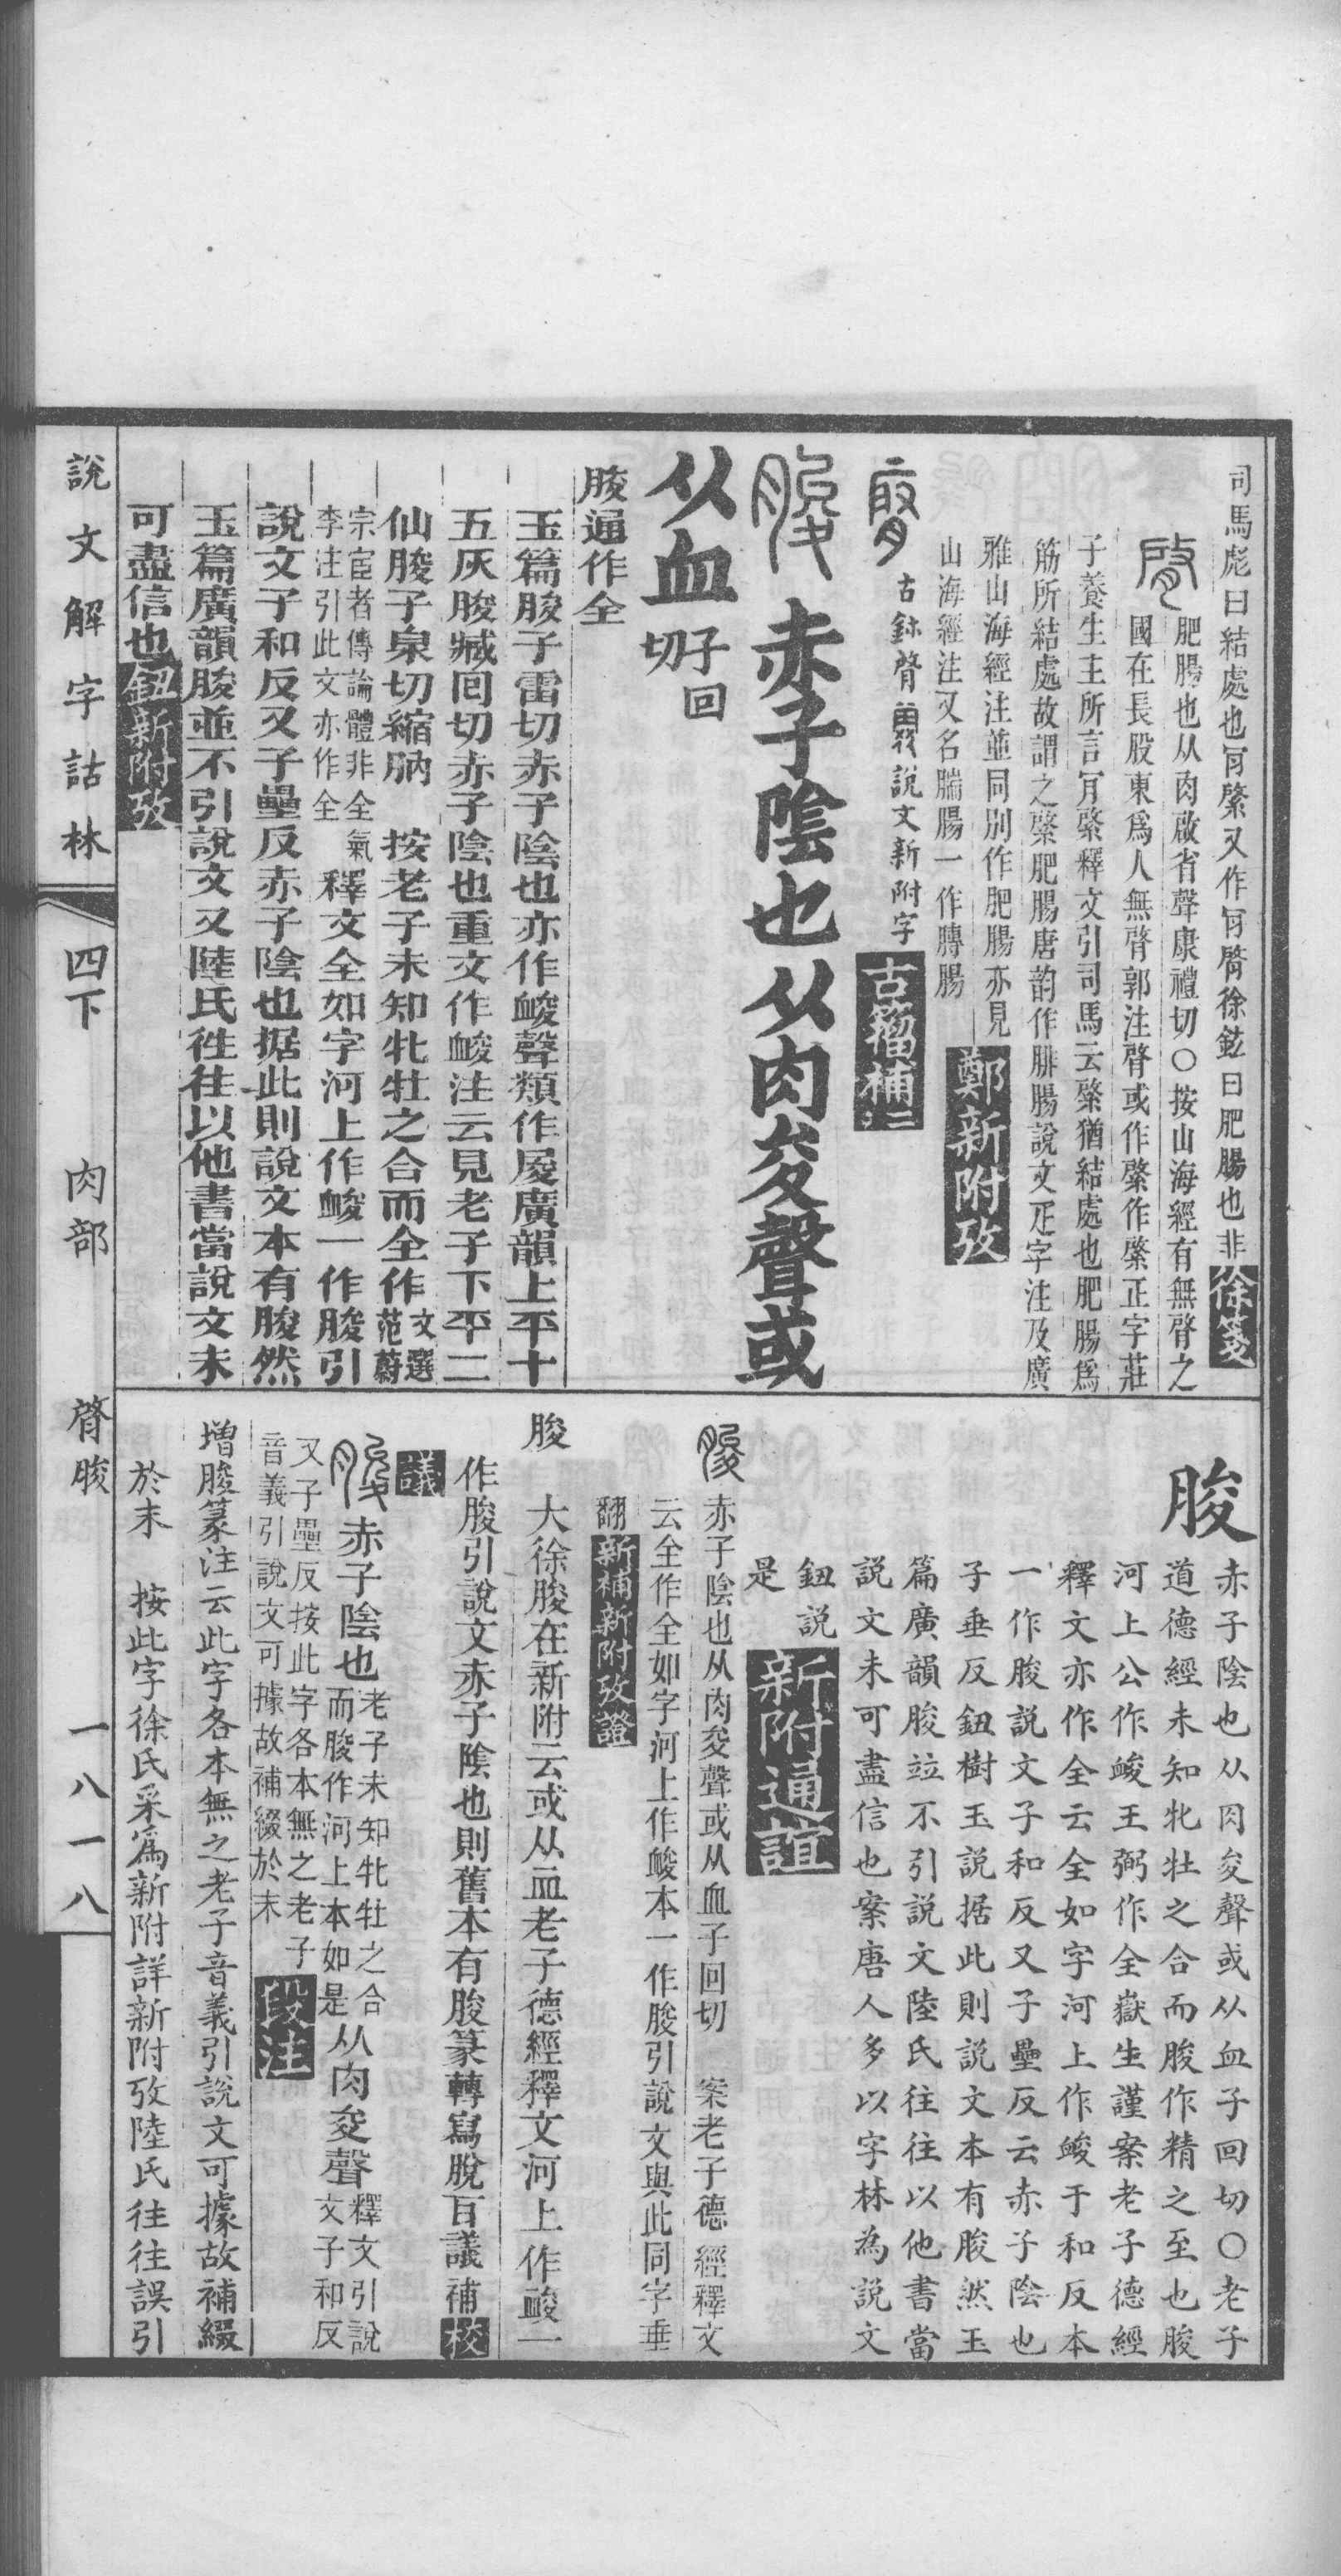 司馬彪曰結處也肎綮又作肎䏿徐鉉曰肥腸也非徐箋
肥腸也从肉啟省聲康禮切○按山海經有無䏿之
國在長股東爲人無䏿郭注䏿或作綮作綮正字莊
子養生主所言肎綮釋文引司馬云綮猶結處也肥腸爲
筋所結處故謂之綮肥腸唐韵作腓腸說文疋字注及廣
雅山海經注並同別作肥腸亦見鄭新附攷
山海經注又名腨腸一作膊腸
古鉥䏿說文新附字古籀補二
赤子陰也从肉夋聲或
从血子回切
朘通作全
玉篇朘子雷切赤子陰也亦作峻聲類作㞞廣韻上平十
五灰朘臧回切赤子陰也重文作峻注云見老子下平二
仙朘子泉切縮朒 按老子未知牝牡之合而全作文選范蔚
宗宦者傳論體非全氣李注引此文亦作全釋文全如字河上作峻一作朘引
說文子和反又子壘反赤子陰也据此則說文本有朘然
玉篇廣韻朘並不引說文又陸氏往往以他書當說文未
可盡信也鈕新附攷
朘
赤子陰也从肉夋聲或从血子回切○老子
道德經未知牝牡之合而朘作精之至也朘
河上公作峻王弼作全嶽生謹案老子德經
釋文亦作全云全如字河上作峻于和反本
一作朘說文子和反又子壘反云赤子陰也
子垂反鈕樹玉說据此則說文本有朘然玉
篇廣韻朘竝不引說文陸氏往往以他書當
說文未可盡信也案唐人多以字林為說文
鈕說
是新附通誼
赤子陰也从肉夋聲或从血子回切 案老子德經釋文
云全作全如字河上作峻本一作朘引說文與此同字垂
翻新補新附攷證
朘 大徐朘在新附云或从血老子德經釋文河上作峻一
作朘引說文赤子陰也則舊本有朘篆轉寫脫百議補校
議
赤子陰也老子未知牝牡之合而朘作河上本如是从肉夋聲釋文引說文子和反
又子壘反按此字各本無之老子音義引說文可據故補綴於末段注
增朘篆注云此字各本無之老子音義引說文可據故補綴
於末 按此字徐氏采爲新附詳新附攷陸氏往往誤引
說文解字詁林 四下 肉部 䏿朘 一八一八